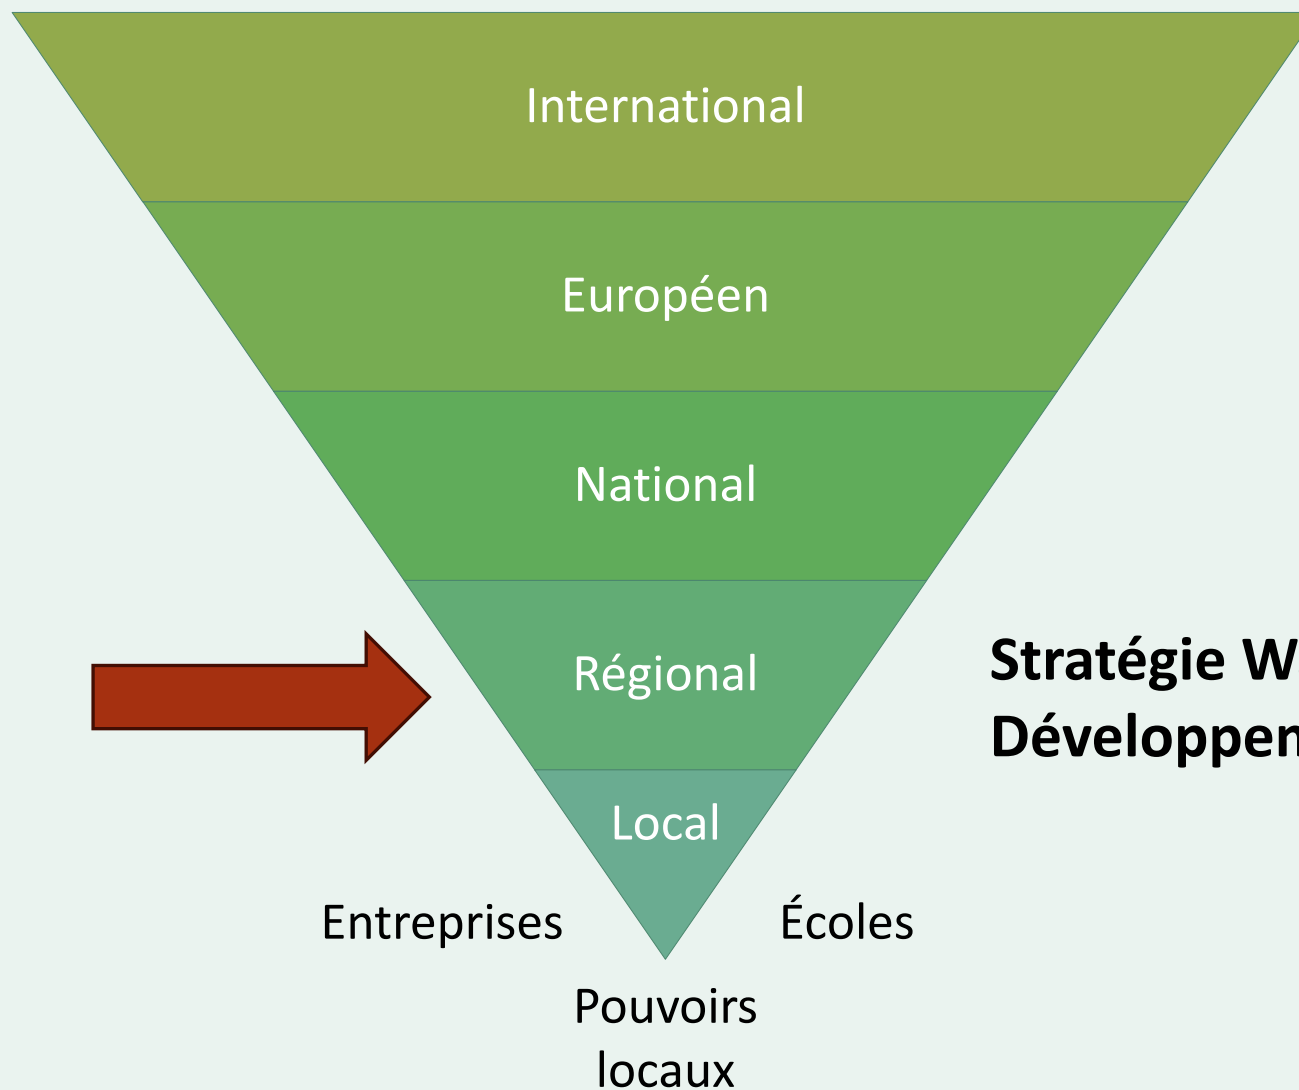 International
Européen
National
Régional
Stratégie W
Développen
Local
Entreprises
Écoles
Pouvoirs
locaux